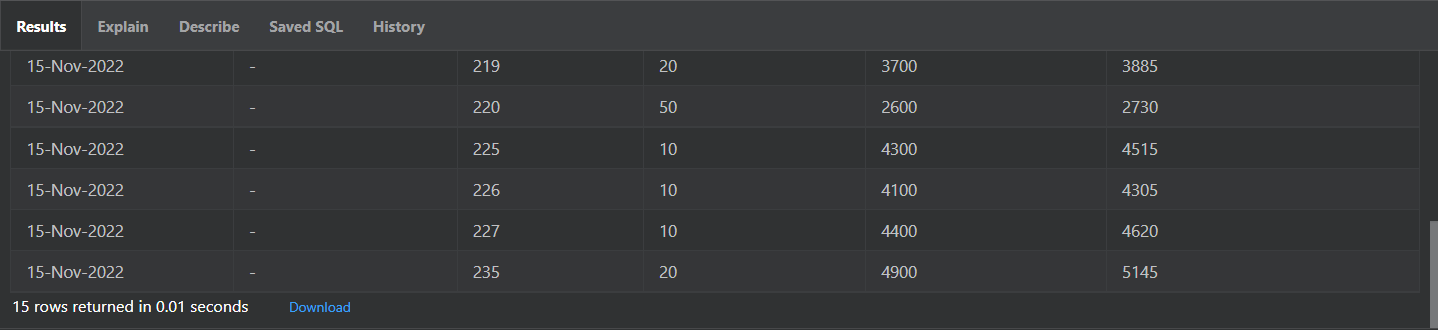 Results Explain Describe Saved SQL History
15-Nov-2022 - 219 20 3700 3885
15-Nov-2022 - 220 50 2600 2730
15-Nov-2022 - 225 10 4300 4515
15-Nov-2022 - 226 10 4100 4305
15-Nov-2022 - 227 10 4400 4620
15-Nov-2022 - 235 20 4900 5145
15 rows returned in 0.01 seconds Download